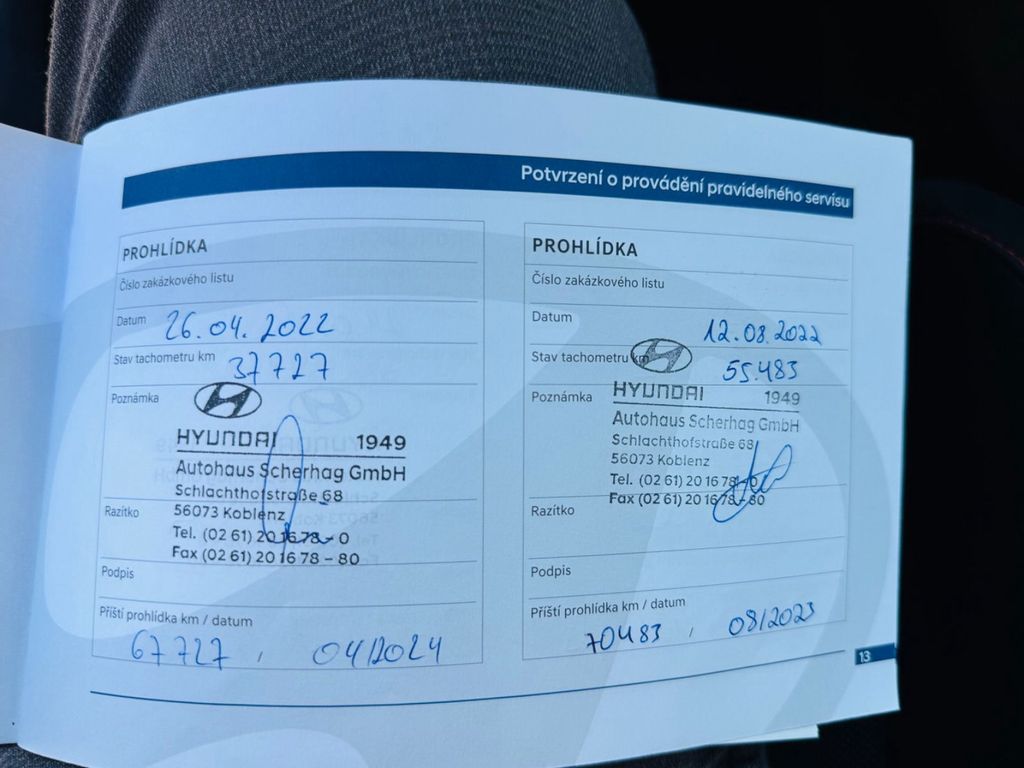 Potvrzení o provádění pravidelného servisu
PROHLÍDKA
Číslo zakázkového listu
Datum 26.04.2022
Stav tachometru km 37727
Poznámka
HYUNDAI 1949
Autohaus Scherhag GmbH
Schlachthofstraße 68
56073 Koblenz
Razítko
Tel. (02 61) 20 16 78 – 0
Fax (02 61) 20 16 78 – 80
Podpis
Příští prohlídka km / datum
67727 / 04/2024
PROHLÍDKA
Číslo zakázkového listu
Datum 12.08.2022
Stav tachometru km 55.483
Poznámka
HYUNDAI 1949
Autohaus Scherhag GmbH
Schlachthofstraße 68
56073 Koblenz
Tel. (02 61) 20 16 78 – 0
Fax (02 61) 20 16 78 – 80
Razítko
Podpis
Příští prohlídka km / datum
70483 / 08/2023
13